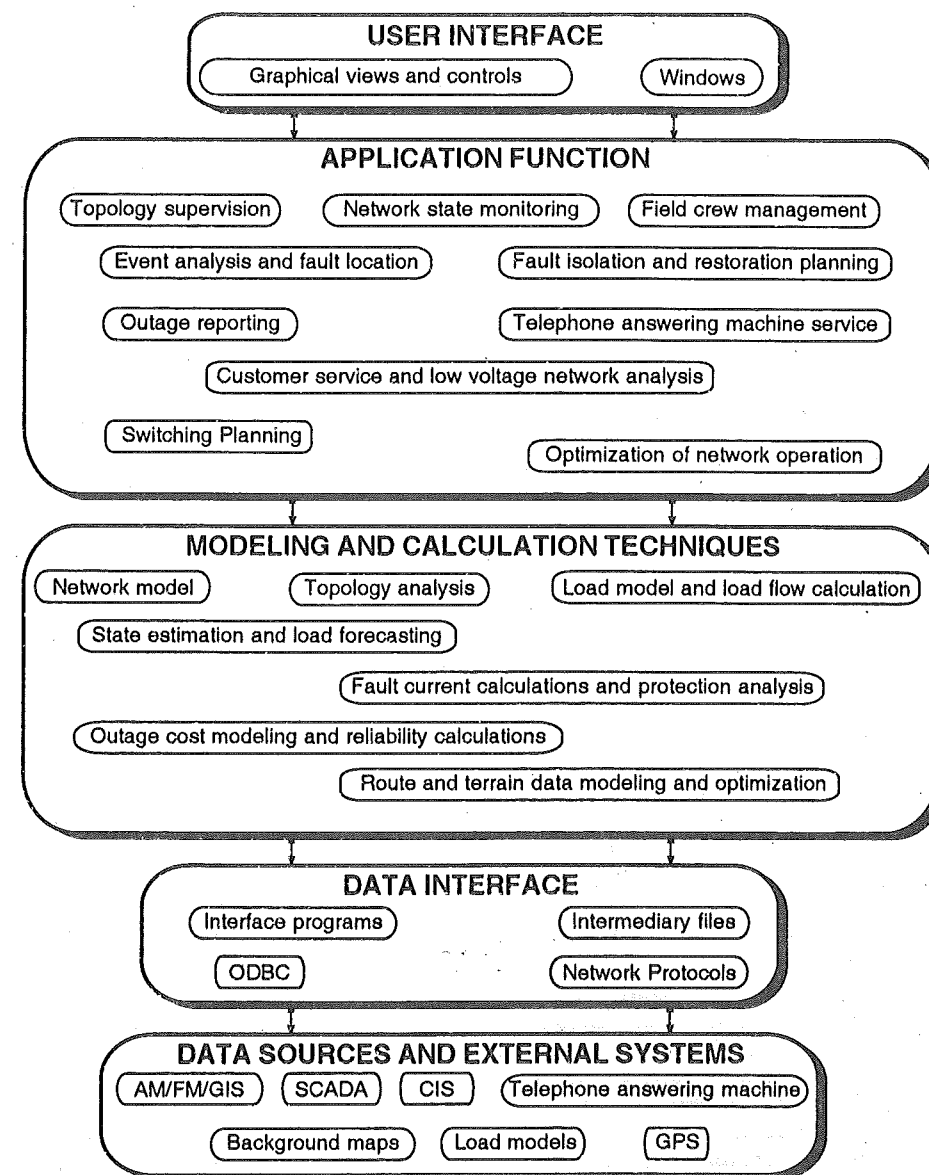 USER INTERFACE
Graphical views and controls
Windows
APPLICATION FUNCTION
Topology supervision
Network state monitoring
Field crew management
Event analysis and fault location
Fault isolation and restoration planning
Outage reporting
Telephone answering machine service
Customer service and low voltage network analysis
Switching Planning
Optimization of network operation
MODELING AND CALCULATION TECHNIQUES
Network model
Topology analysis
Load model and load flow calculation
State estimation and load forecasting
Fault current calculations and protection analysis
Outage cost modeling and reliability calculations
Route and terrain data modeling and optimization
DATA INTERFACE
Interface programs
Intermediary files
ODBC
Network Protocols
DATA SOURCES AND EXTERNAL SYSTEMS
AM/FM/GIS
SCADA
CIS
Telephone answering machine
Background maps
Load models
GPS